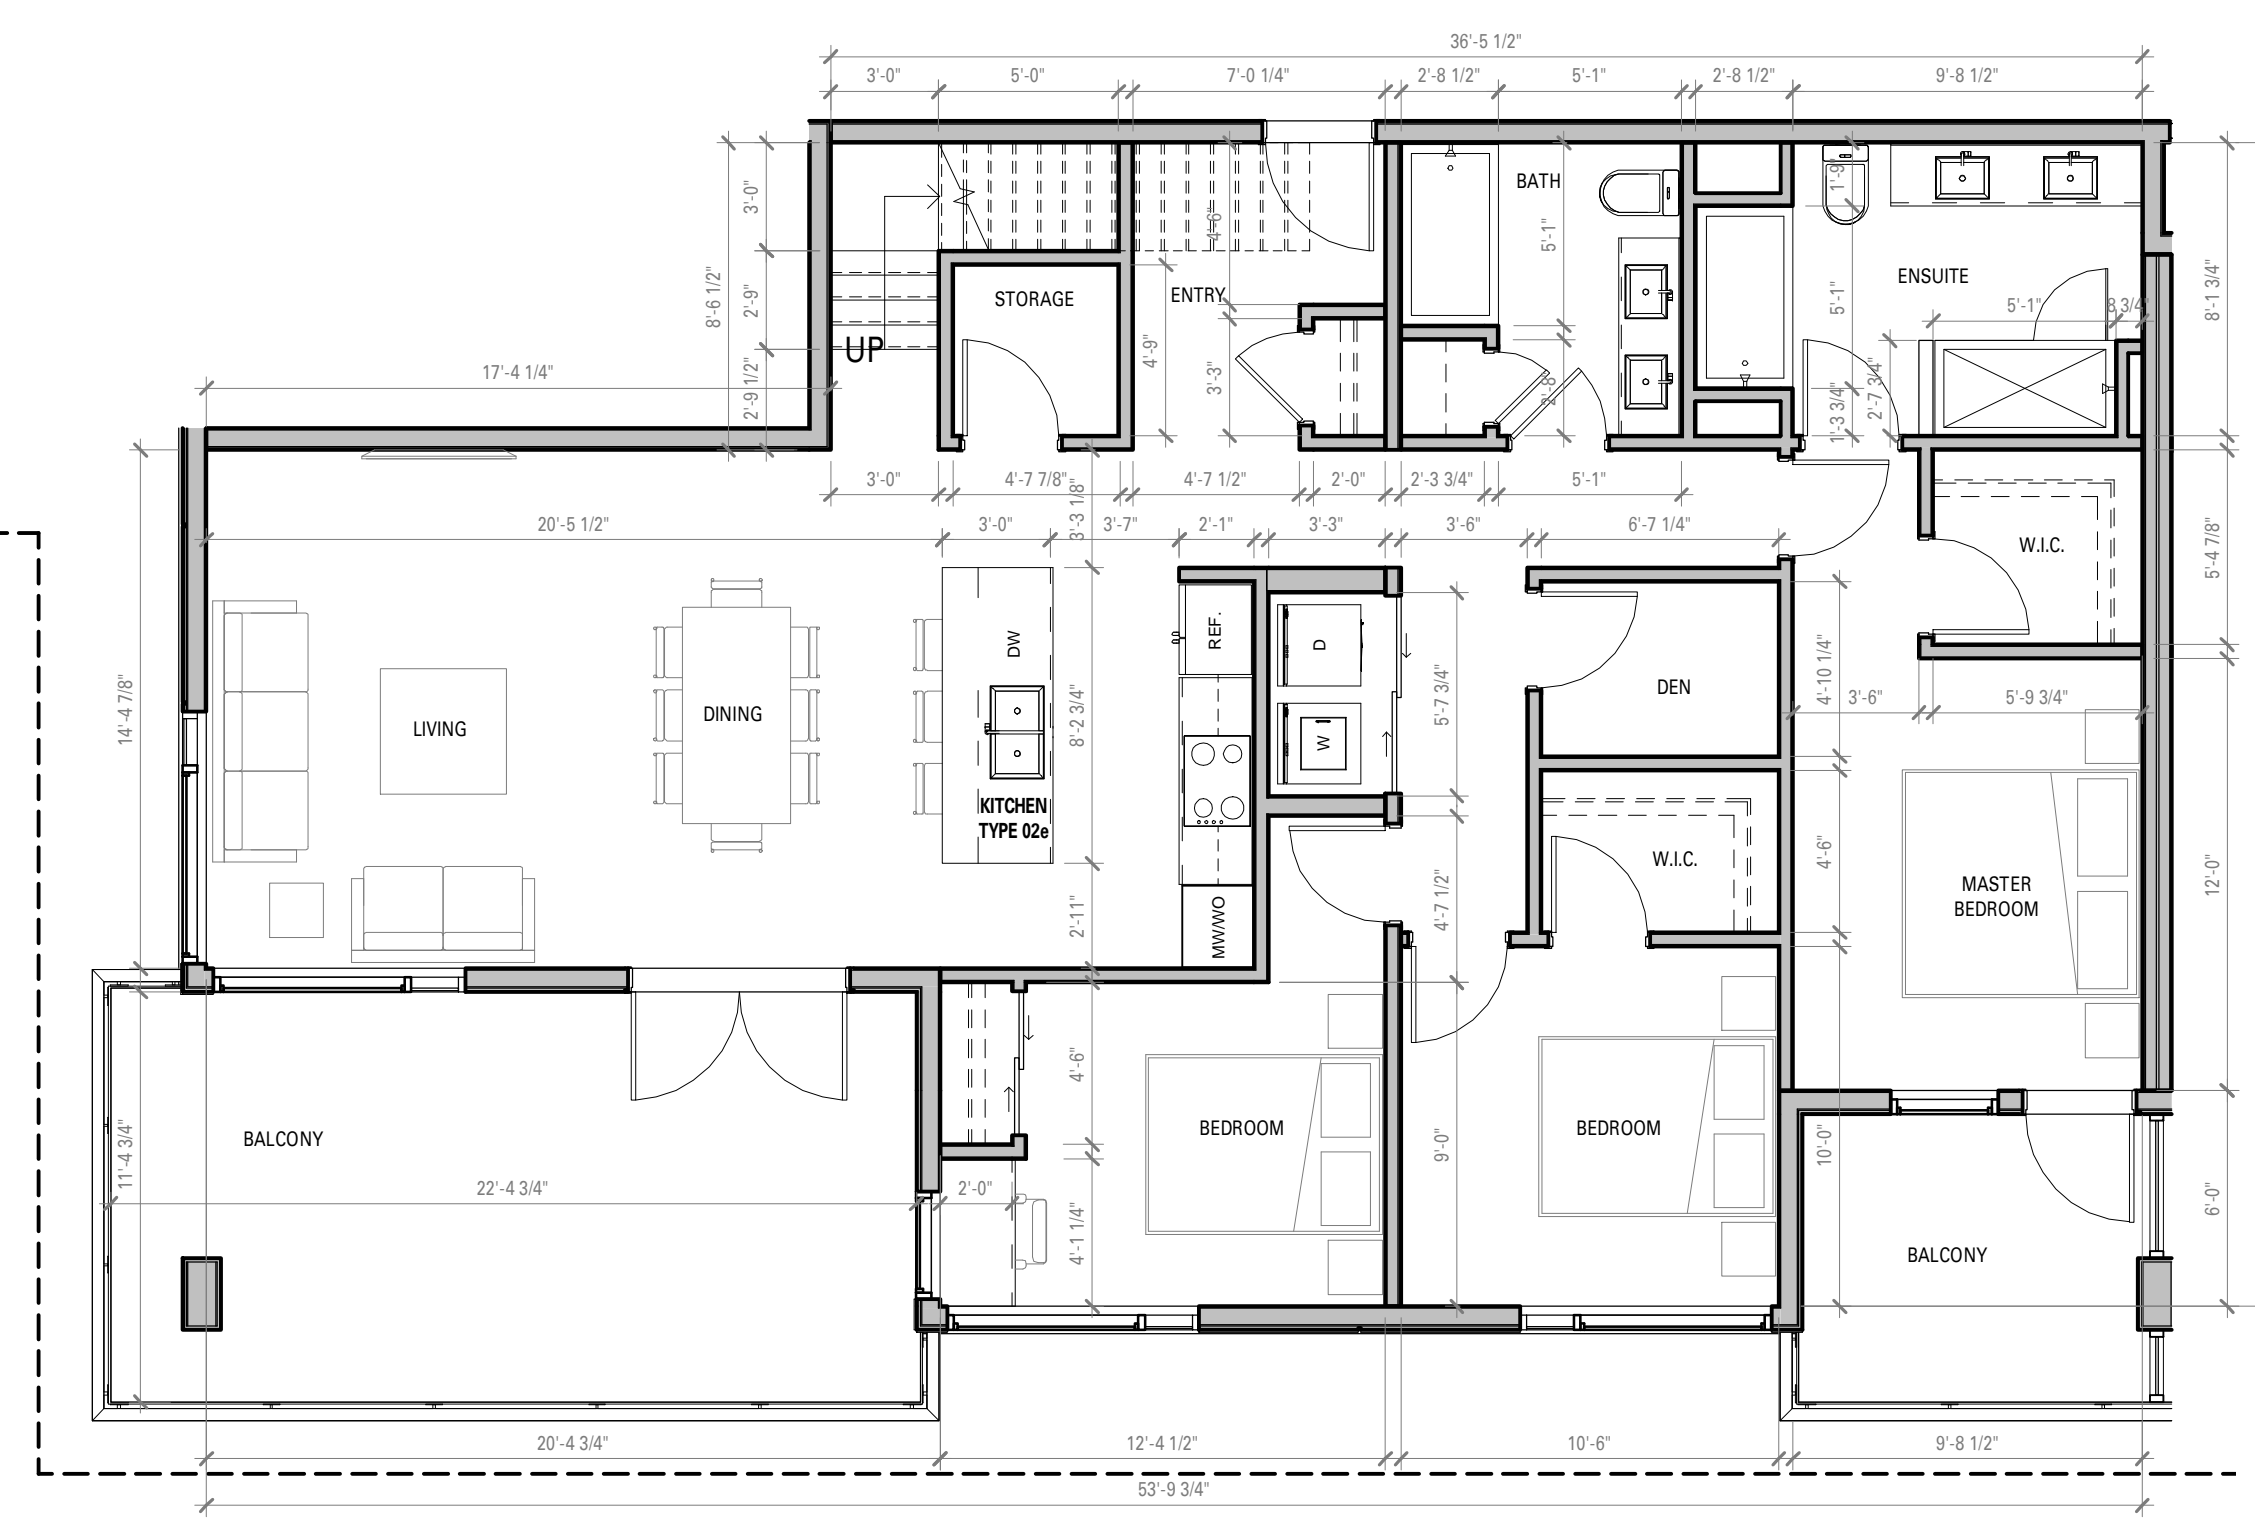 36'-5 1/2"
3'-0"
5'-0"
7'-0 1/4"
2'-8 1/2"
5'-1"
2'-8 1/2"
9'-8 1/2"
BATH
1'-9"
3'-0"
4'-6"
5'-1"
8'-6 1/2"
2'-9"
STORAGE
ENTRY
5'-1"
ENSUITE
5'-1"
8 3/4"
8'-1 3/4"
UP
4'-9"
3'-3"
2'-8"
17'-4 1/4"
2'-9 1/2"
1'-3 3/4"
2'-7 3/4"
3'-0"
4'-7 7/8"
3'-3 1/8"
4'-7 1/2"
2'-0"
2'-3 3/4"
5'-1"
20'-5 1/2"
3'-0"
3'-7"
2'-1"
3'-3"
3'-6"
6'-7 1/4"
W.I.C.
5'-4 7/8"
DW
REF.
D
DEN
4'-10 1/4"
3'-6"
5'-9 3/4"
14'-4 7/8"
LIVING
DINING
8'-2 3/4"
W
5'-7 3/4"
KITCHEN
TYPE 02e
W.I.C.
4'-6"
MASTER
BEDROOM
12'-0"
2'-11"
MW/WO
4'-7 1/2"
4'-6"
BALCONY
11'-4 3/4"
BEDROOM
9'-0"
BEDROOM
10'-0"
22'-4 3/4"
2'-0"
4'-1 1/4"
6'-0"
BALCONY
20'-4 3/4"
12'-4 1/2"
10'-6"
9'-8 1/2"
53'-9 3/4"